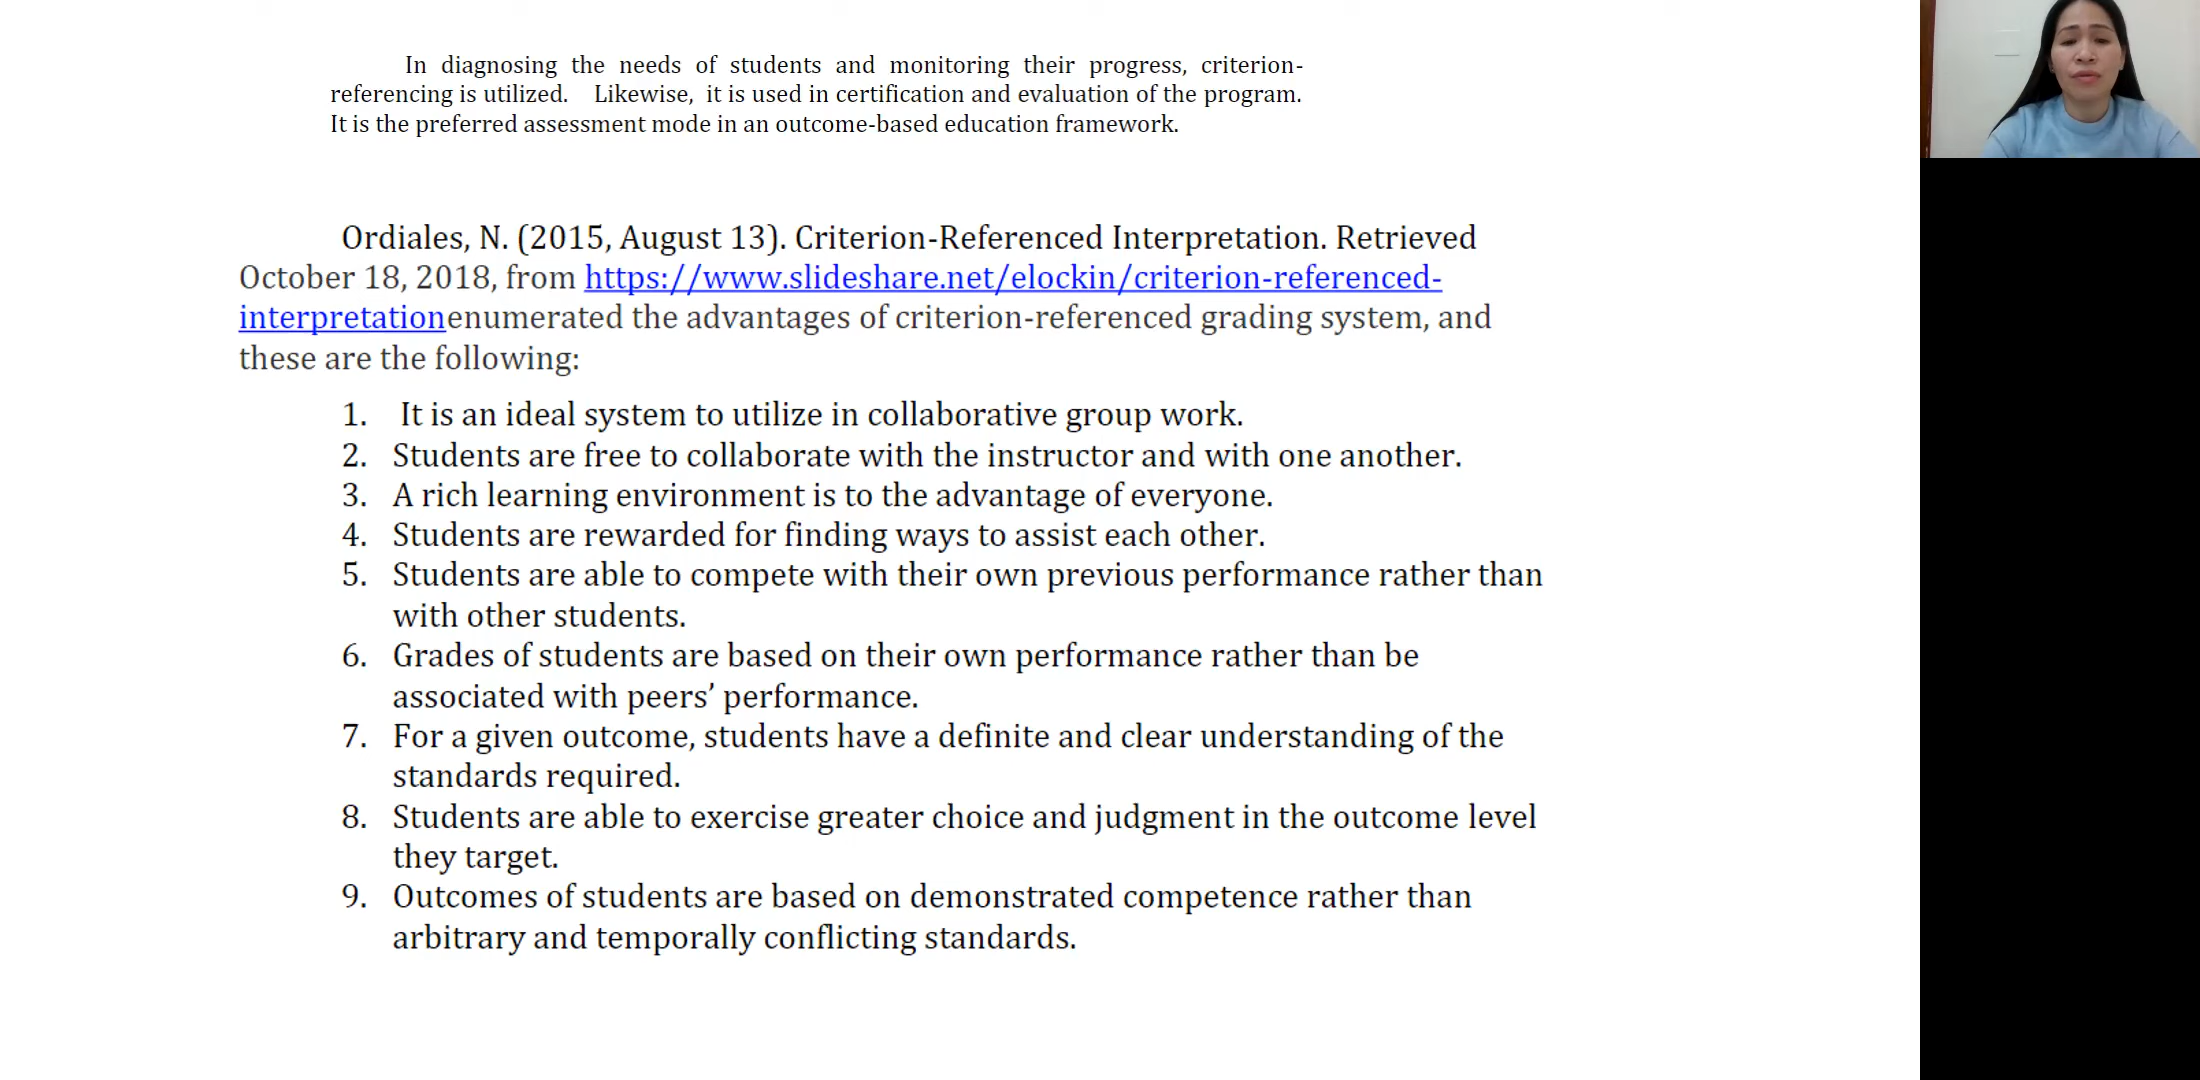 In diagnosing the needs of students and monitoring their progress, criterion-
referencing is utilized. Likewise, it is used in certification and evaluation of the program.
It is the preferred assessment mode in an outcome-based education framework.
Ordiales, N. (2015, August 13). Criterion-Referenced Interpretation. Retrieved
October 18, 2018, from https://www.slideshare.net/elockin/criterion-referenced-
interpretationenumerated the advantages of criterion-referenced grading system, and
these are the following:
1. It is an ideal system to utilize in collaborative group work.
2. Students are free to collaborate with the instructor and with one another.
3. A rich learning environment is to the advantage of everyone.
4. Students are rewarded for finding ways to assist each other.
5. Students are able to compete with their own previous performance rather than
with other students.
6. Grades of students are based on their own performance rather than be
associated with peers’ performance.
7. For a given outcome, students have a definite and clear understanding of the
standards required.
8. Students are able to exercise greater choice and judgment in the outcome level
they target.
9. Outcomes of students are based on demonstrated competence rather than
arbitrary and temporally conflicting standards.